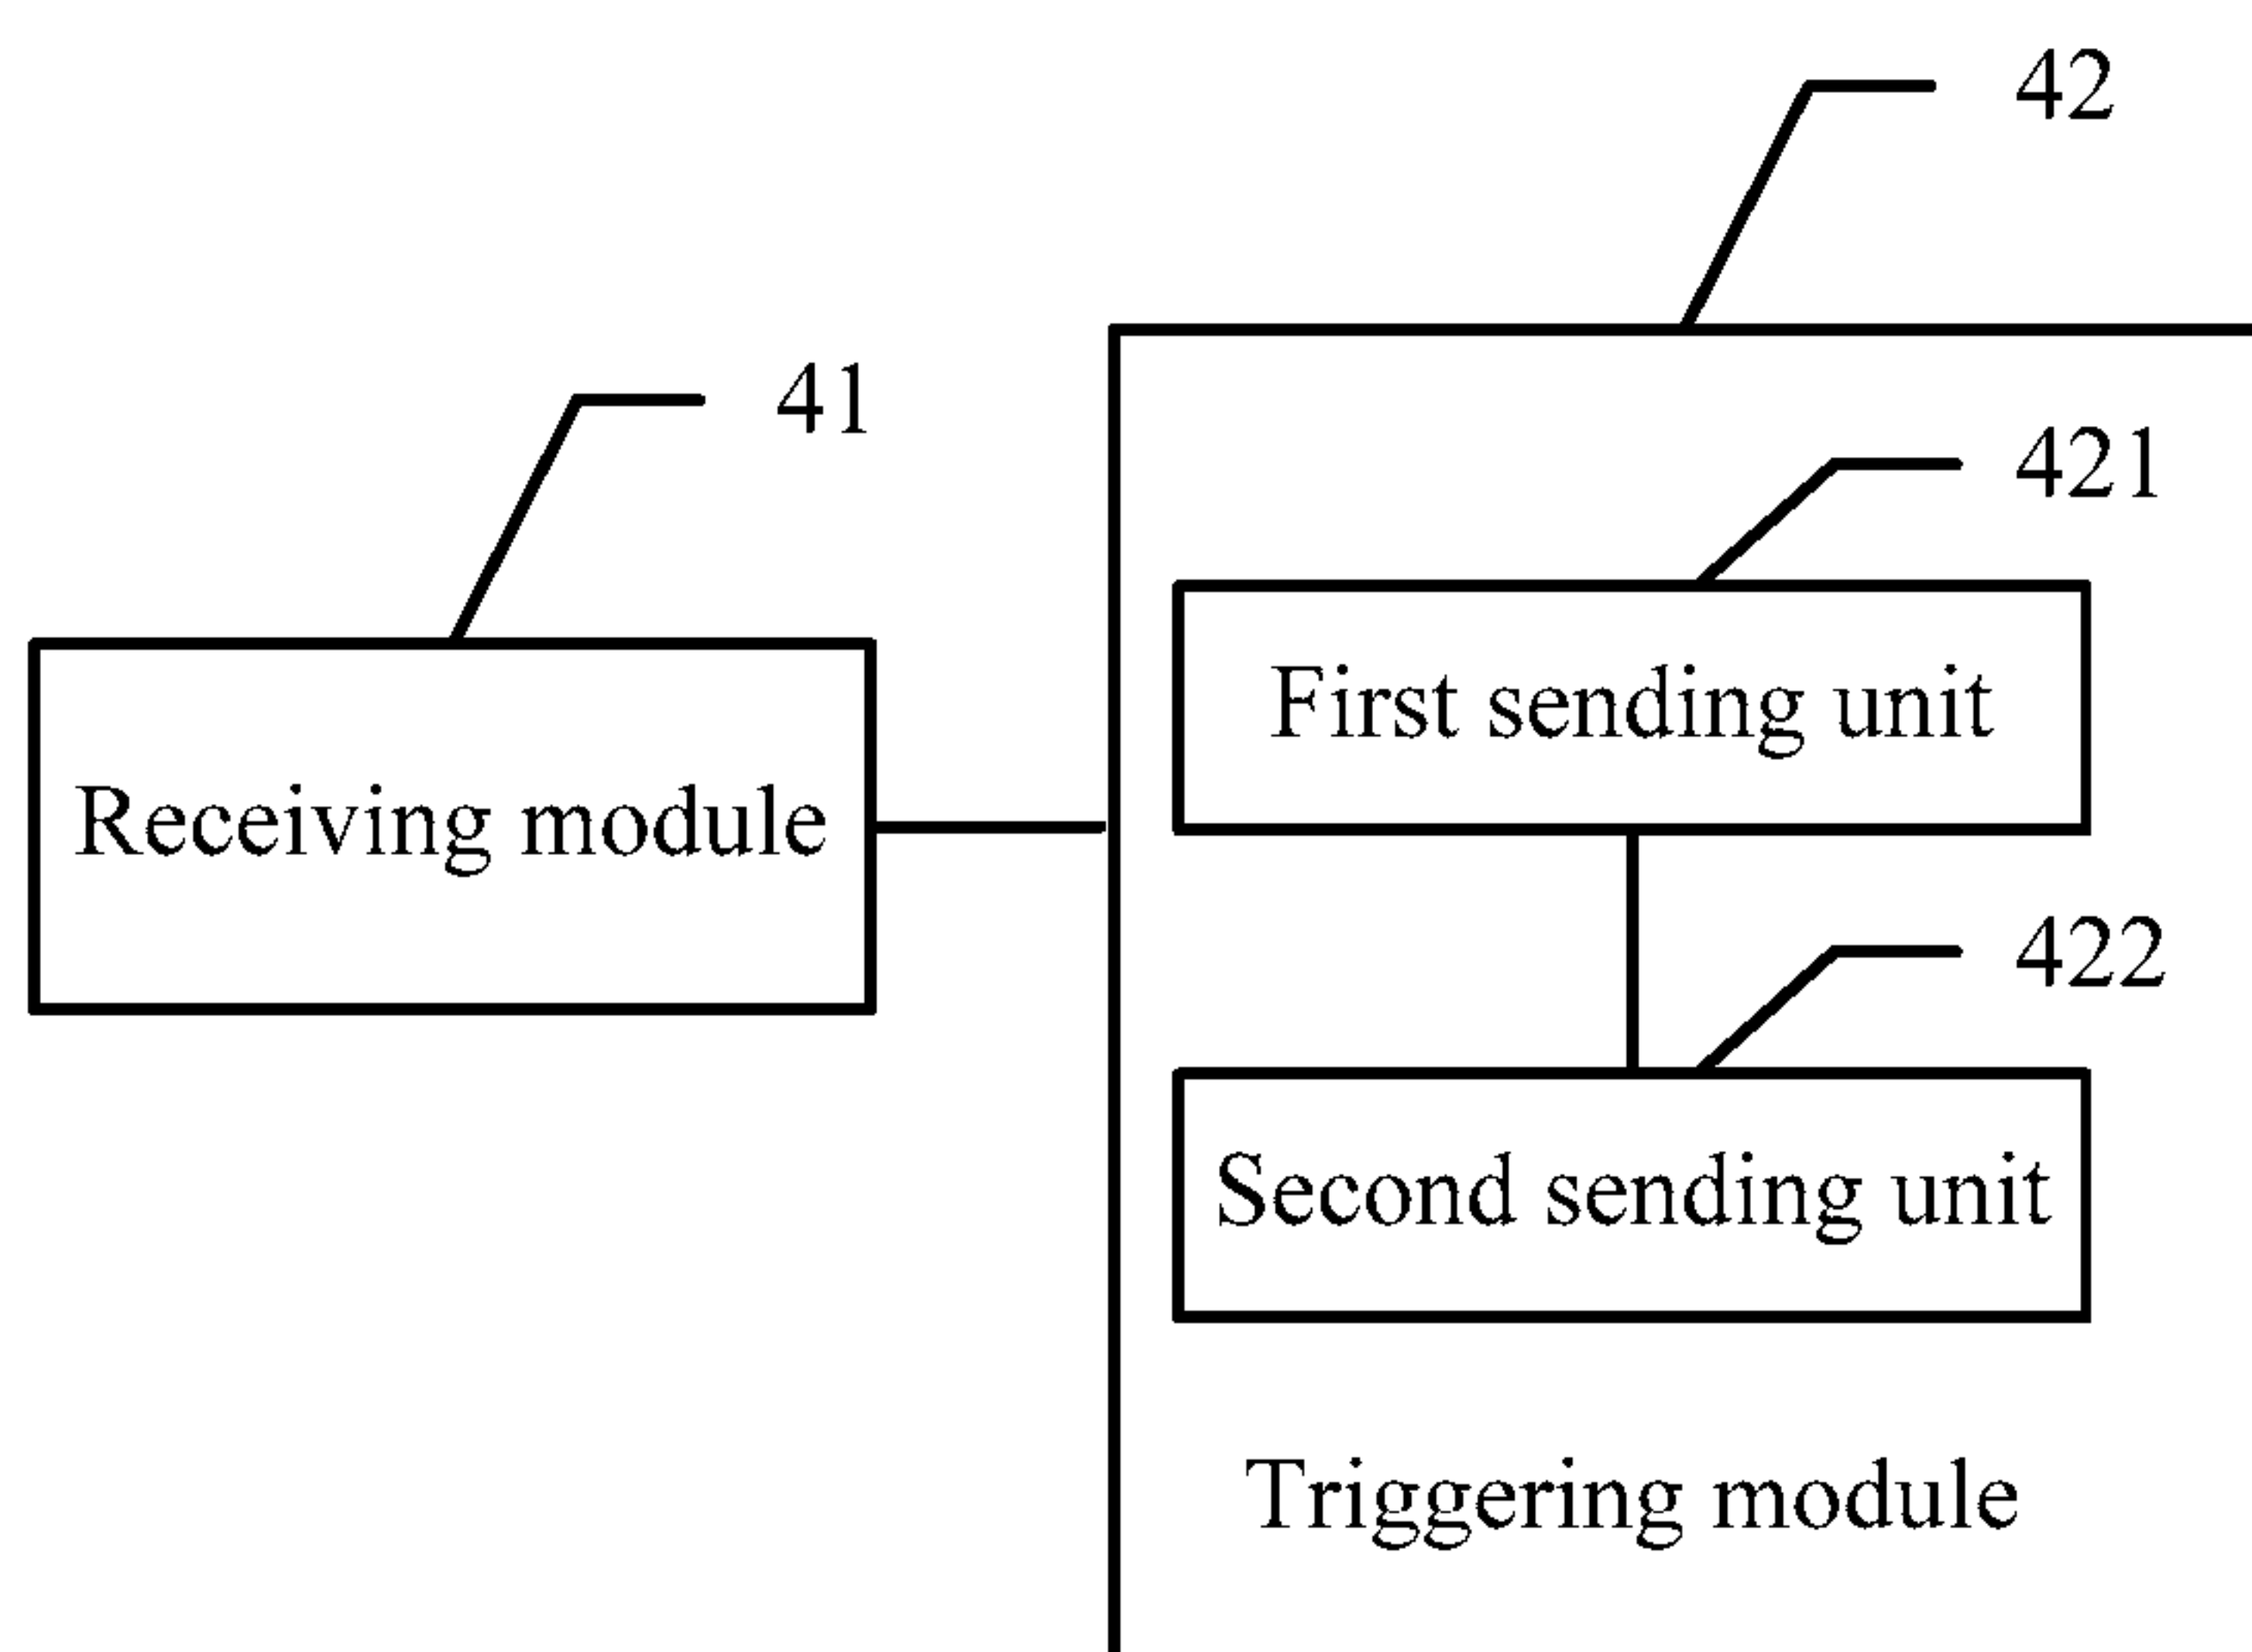 42
41
421
First sending unit
Receiving module
422
Second sending unit
Triggering module